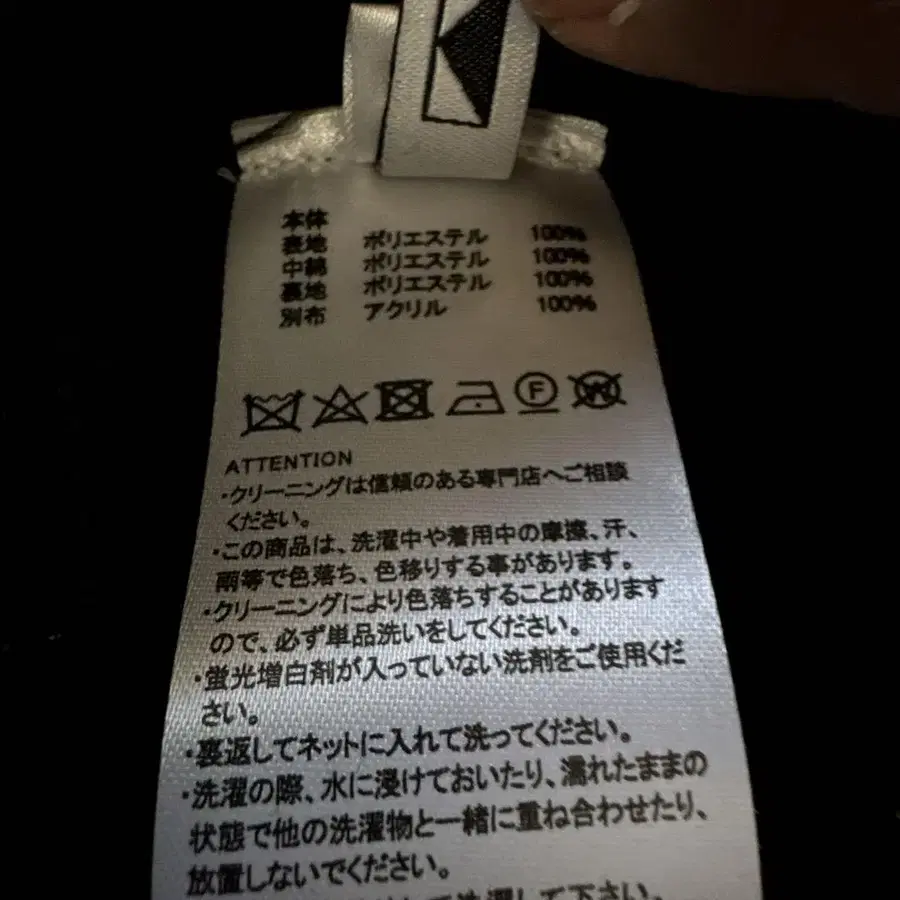 本体
表地 ポリエステル 100%
中綿 ポリエステル 100%
裏地 ポリエステル 100%
別布 アクリル 100%
F W
ATTENTION
・クリーニングは信頼のある専門店へご相談
ください。
・この商品は、洗濯中や着用中の摩擦、汗、
雨等で色落ち、色移りする事があります。
・クリーニングにより色落ちすることがあります
ので、必ず単品洗いをしてください。
・蛍光増白剤が入っていない洗剤をご使用くだ
さい。
・裏返してネットに入れて洗ってください。
・洗濯の際、水に浸けておいたり、濡れたままの
状態で他の洗濯物と一緒に重ね合わせたり、
放置しないでください。
して下さい。